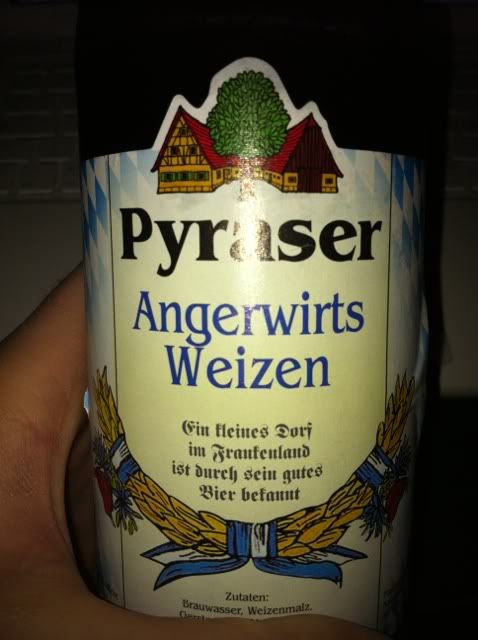 Pyraser
Angerwirts
Weizen
Ein kleines Dorf
im Frankenland
ist durch sein gutes
Bier bekannt
Zutaten:
Brauwasser, Weizenmalz.